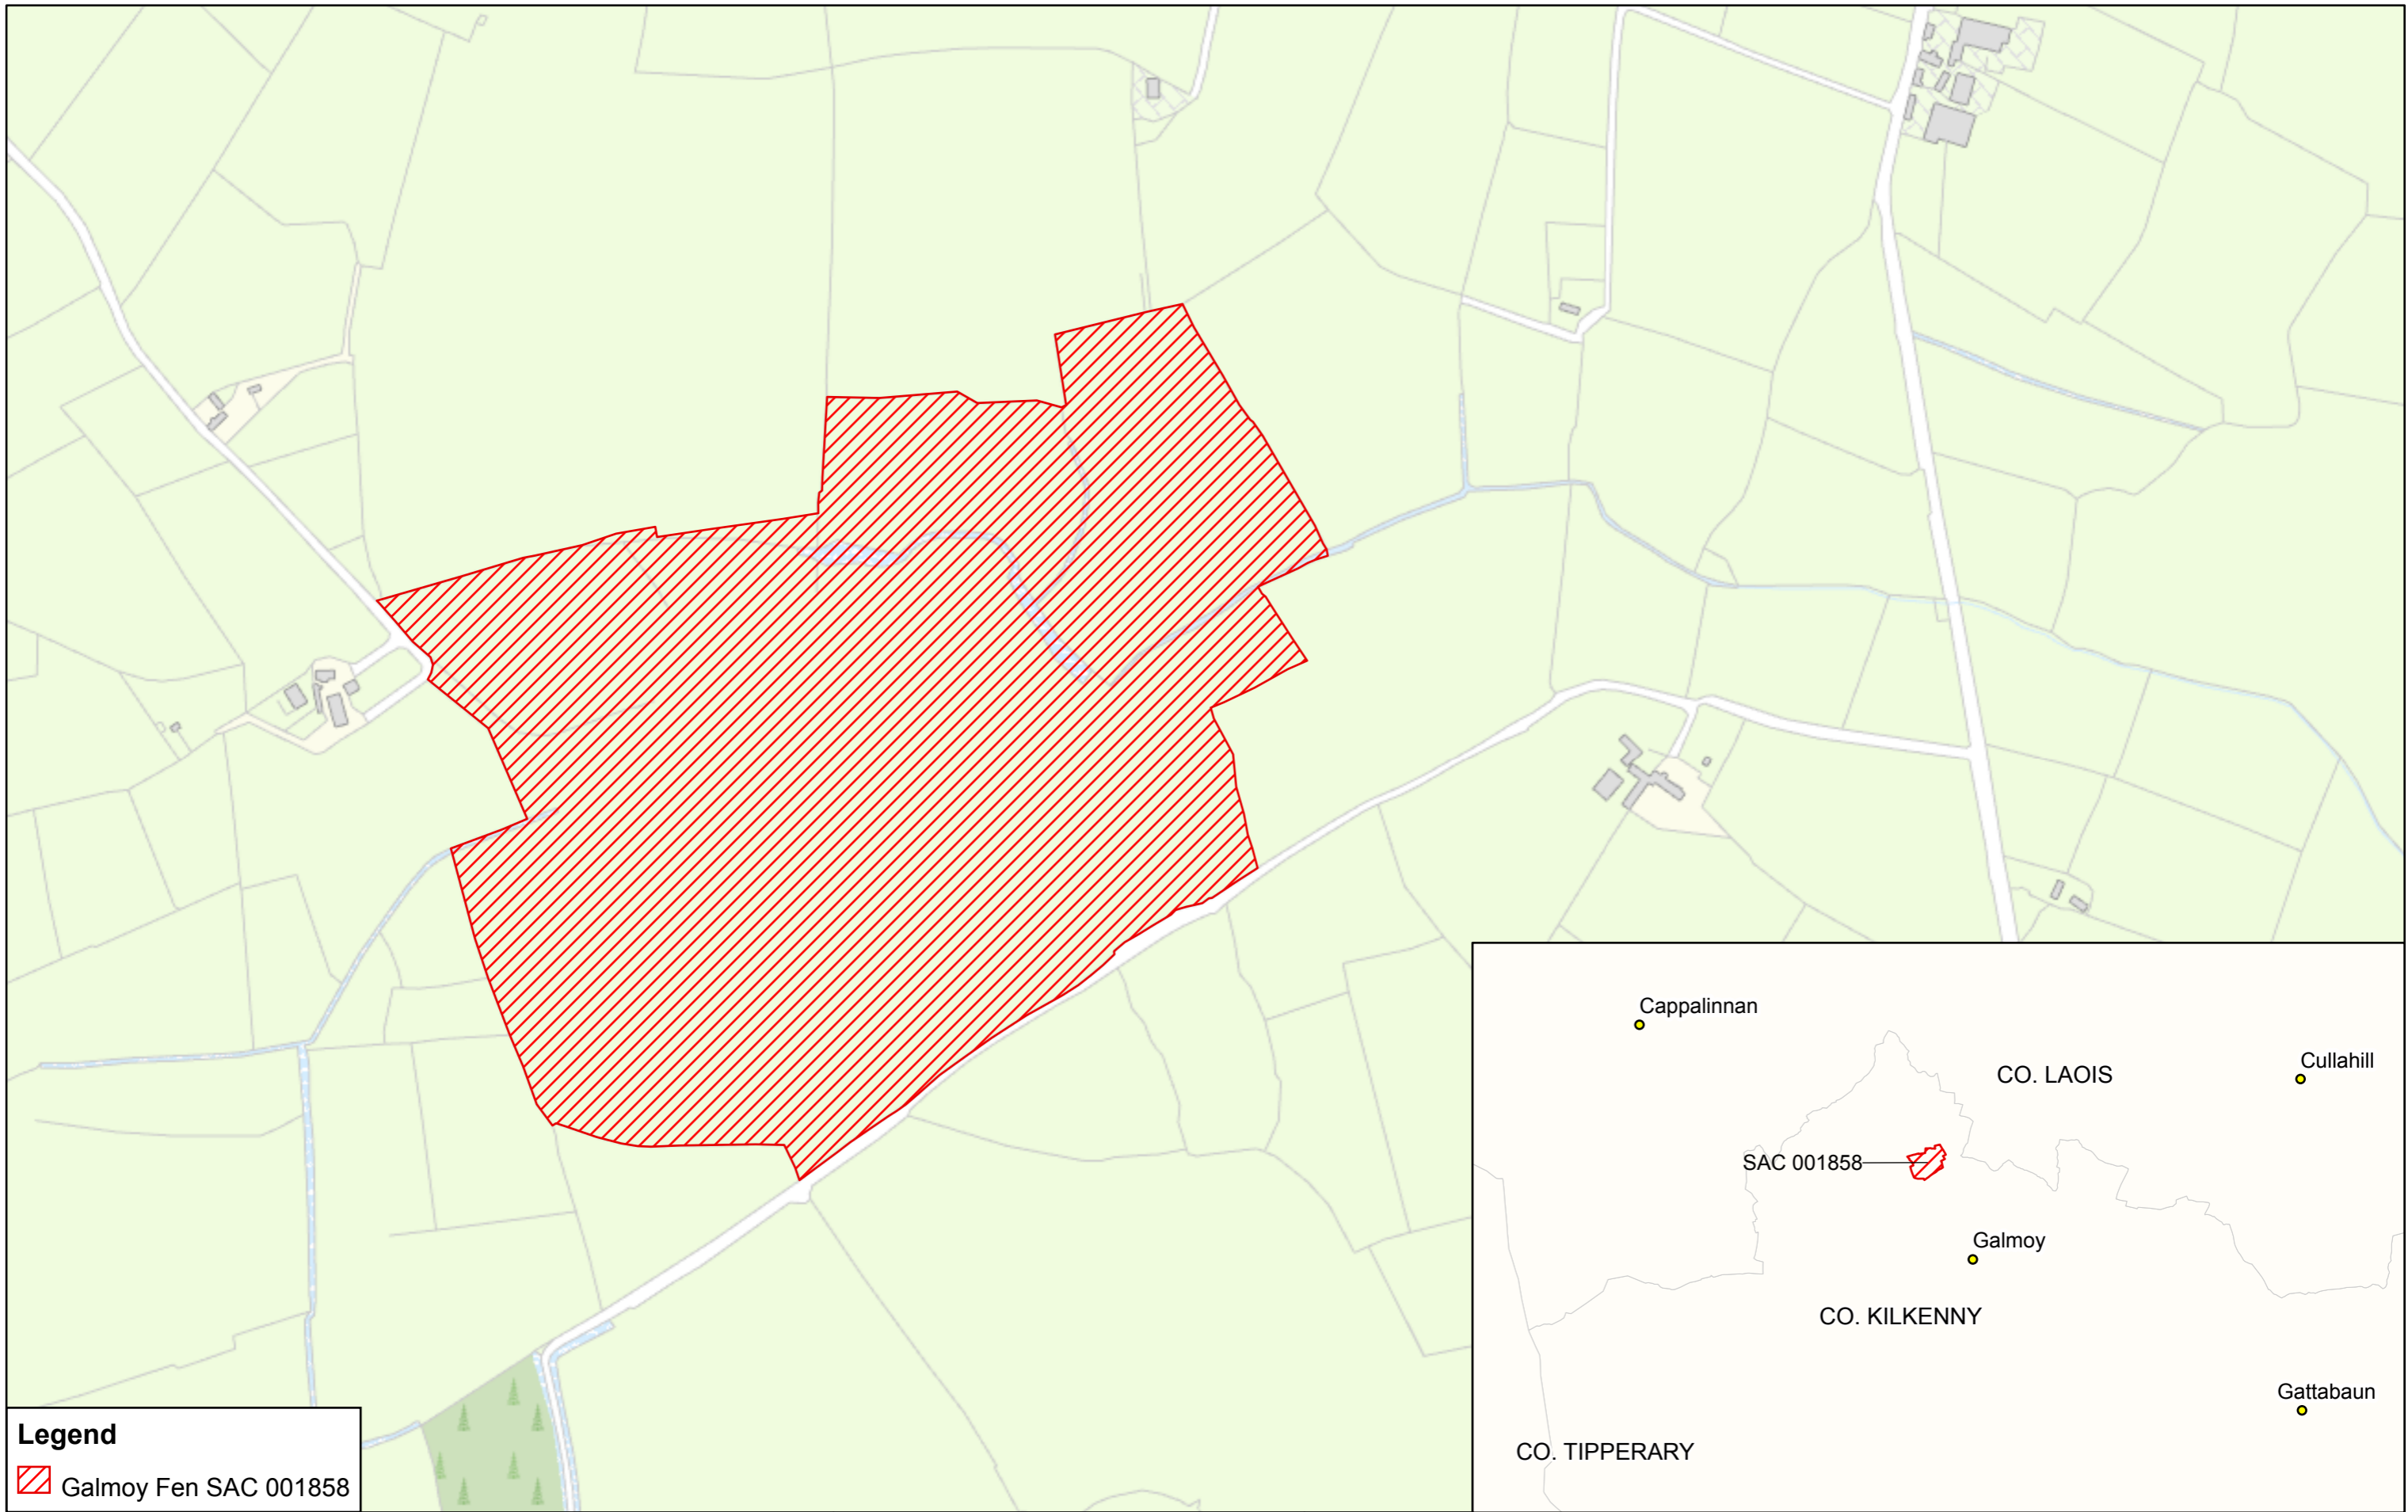 Cappalinnan
CO. LAOIS
Cullahill
SAC 001858
Galmoy
CO. KILKENNY
Gattabaun
CO. TIPPERARY
Legend
Galmoy Fen SAC 001858